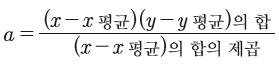 a = (x − x 평균)(y − y 평균)의 합 / (x − x 평균)의 합의 제곱